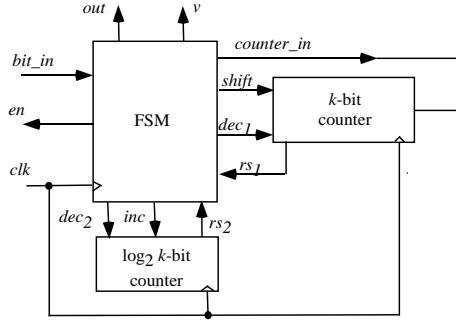 out
v
counter_in
bit_in
shift
k-bit
counter
en
FSM
dec1
clk
rs1
dec2
inc
rs2
log2 k-bit
counter